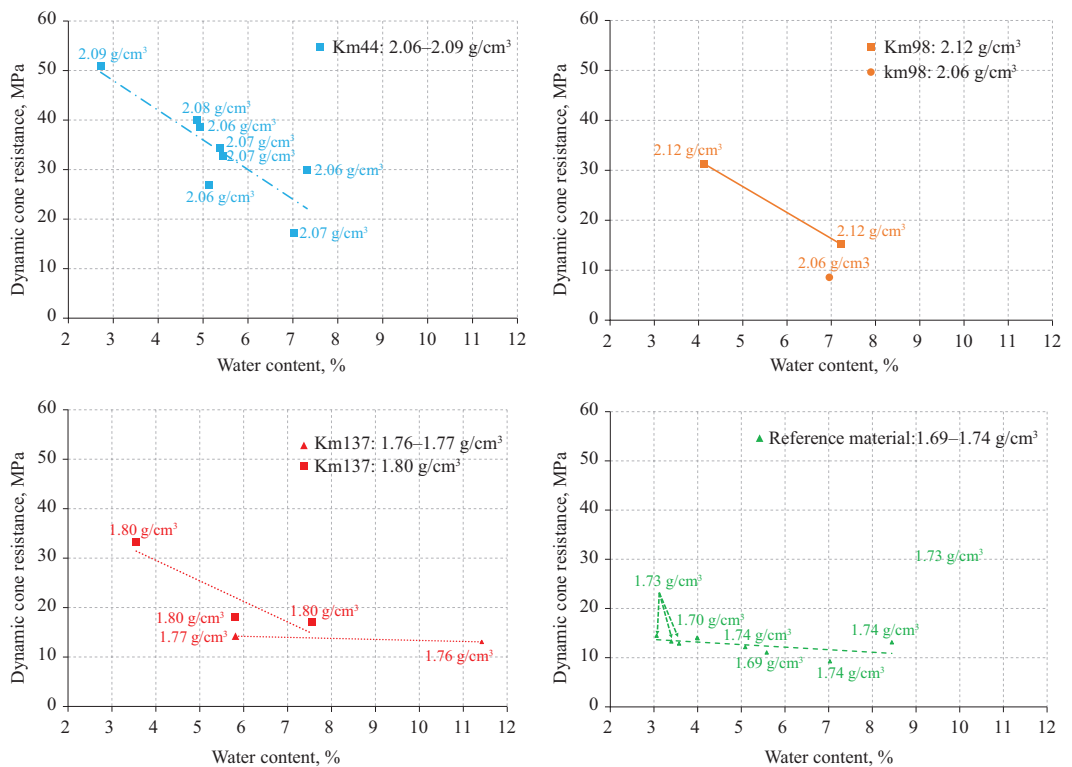 60
50
40
30
20
10
0
Dynamic cone resistance, MPa
Km44: 2.06–2.09 g/cm³
2.09 g/cm³
2.08 g/cm³
2.06 g/cm³
2.07 g/cm³
2.07 g/cm³
2.06 g/cm³
2.06 g/cm³
2.07 g/cm³
2 3 4 5 6 7 8 9 10 11 12
Water content, %
60
50
40
30
20
10
0
Dynamic cone resistance, MPa
Km98: 2.12 g/cm³
km98: 2.06 g/cm³
2.12 g/cm³
2.12 g/cm³
2.06 g/cm3
2 3 4 5 6 7 8 9 10 11 12
Water content, %
60
50
40
30
20
10
0
Dynamic cone resistance, MPa
Km137: 1.76–1.77 g/cm³
Km137: 1.80 g/cm³
1.80 g/cm³
1.80 g/cm³
1.80 g/cm³
1.77 g/cm³
1.76 g/cm³
2 3 4 5 6 7 8 9 10 11 12
Water content, %
60
50
40
30
20
10
0
Dynamic cone resistance, MPa
Reference material:1.69–1.74 g/cm³
1.73 g/cm³
1.73 g/cm³
1.70 g/cm³
1.74 g/cm³
1.74 g/cm³
1.69 g/cm³
1.74 g/cm³
2 3 4 5 6 7 8 9 10 11 12
Water content, %